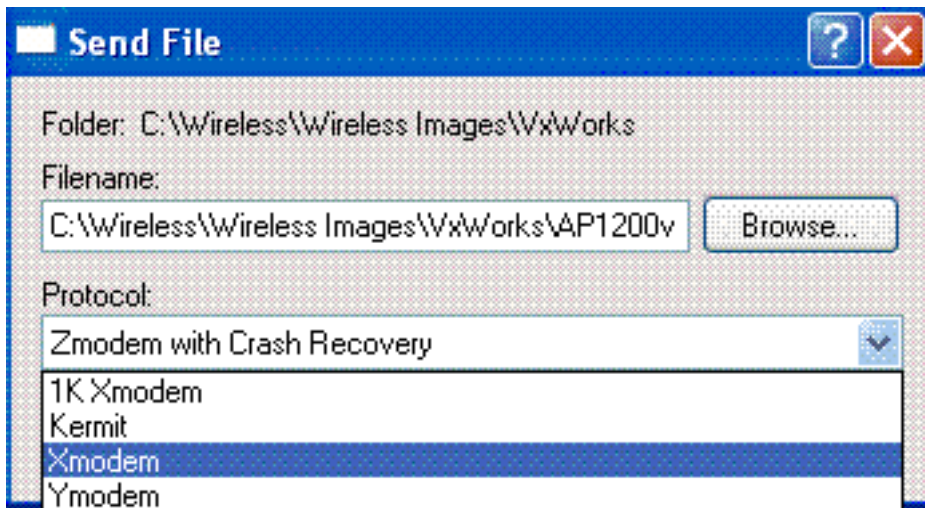 Send File
Folder: C:\Wireless\Wireless Images\VxWorks
Filename:
C:\Wireless\Wireless Images\VxWorks\AP1200v
Browse...
Protocol:
Zmodem with Crash Recovery
1K Xmodem
Kermit
Xmodem
Ymodem